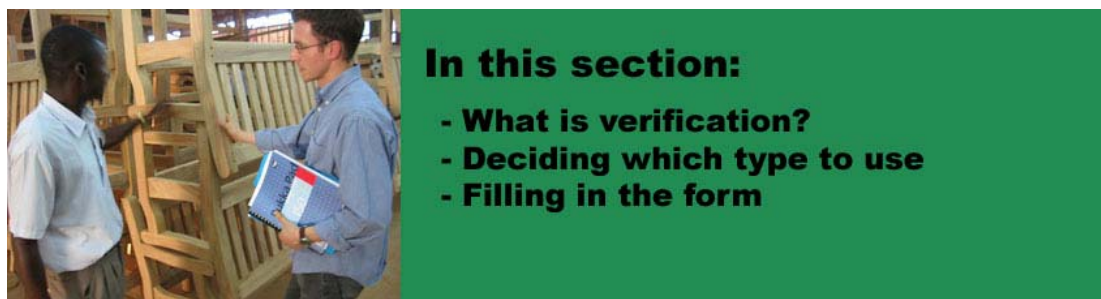 In this section:
- What is verification?
- Deciding which type to use
- Filling in the form